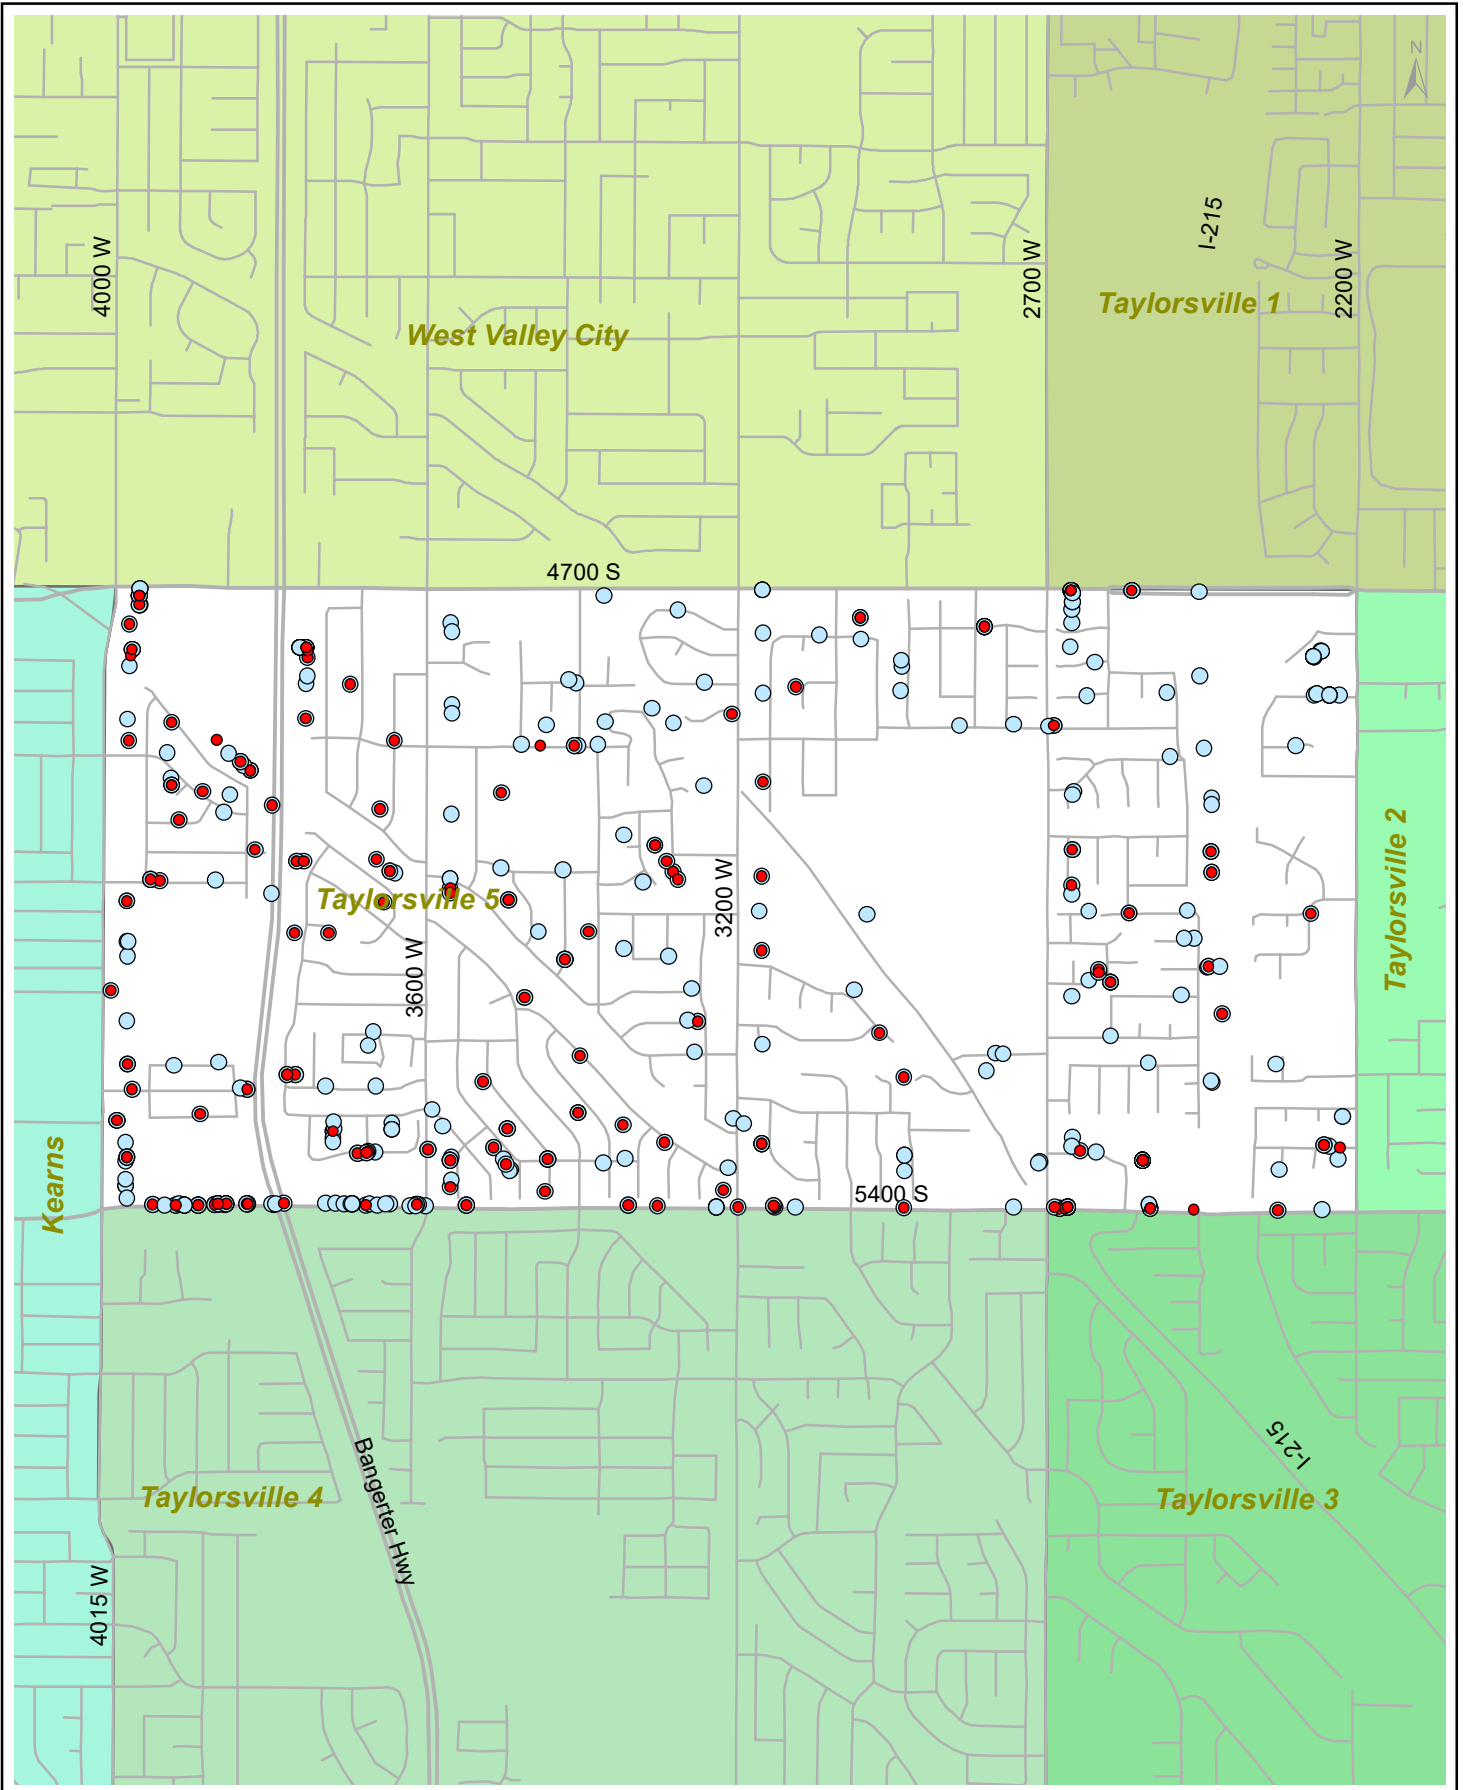 N
I-215
4000 W
2700 W
2200 W
Taylorsville 1
West Valley City
4700 S
Taylorsville 2
3200 W
Taylorsville 5
3600 W
Kearns
5400 S
I-215
Bangerter Hwy
Taylorsville 4
Taylorsville 3
4015 W